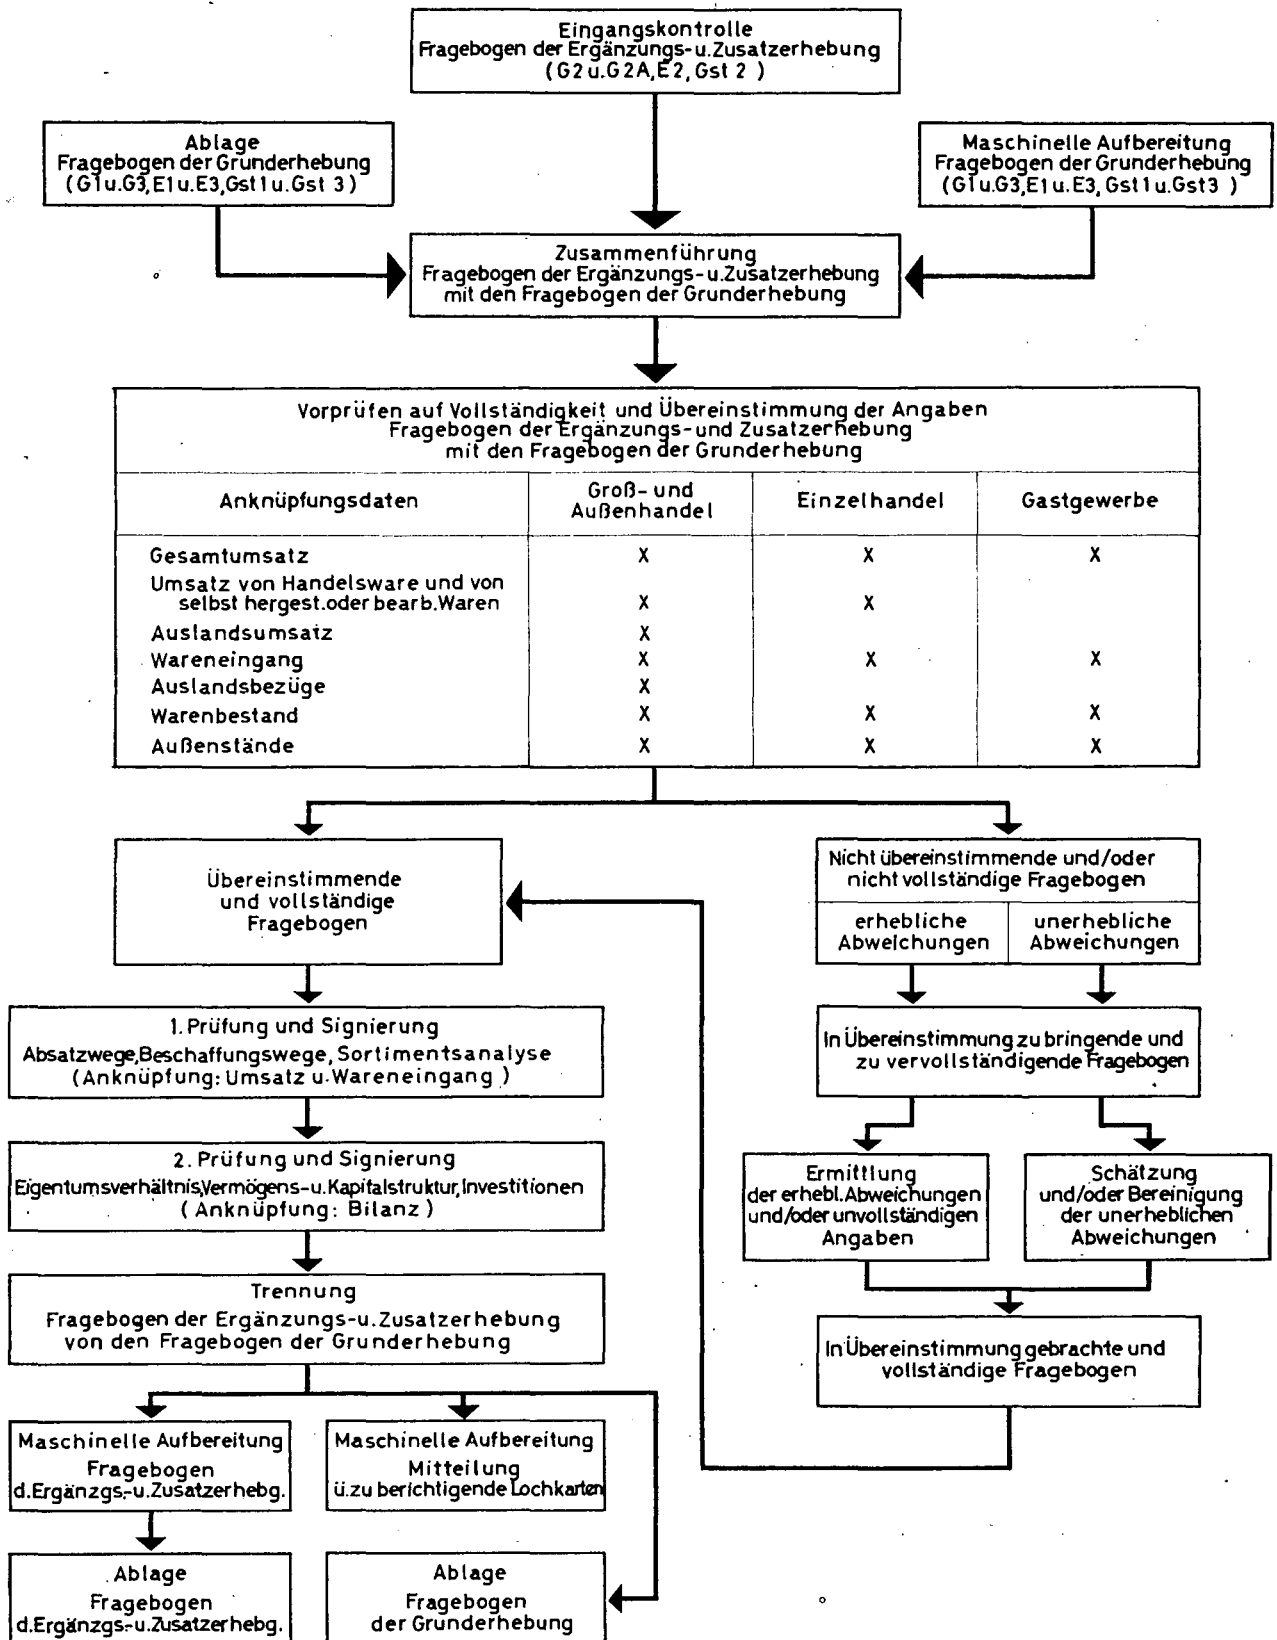 Eingangskontrolle
Fragebogen der Ergänzungs-u.Zusatzerhebung
(G2 u.G2A,E2,Gst 2 )
Ablage
Fragebogen der Grunderhebung
(G1u.G3,E1u.E3,Gst1u.Gst 3)
Maschinelle Aufbereitung
Fragebogen der Grunderhebung
(G1u.G3,E1u.E3, Gst1u.Gst3 )
Zusammenführung
Fragebogen der Ergänzungs-u.Zusatzerhebung
mit den Fragebogen der Grunderhebung
Vorprüfen auf Vollständigkeit und Übereinstimmung der Angaben
Fragebogen der Ergänzungs-und Zusatzerhebung
mit den Fragebogen der Grunderhebung
Anknüpfungsdaten Groß- und Außenhandel Einzelhandel Gastgewerbe
Gesamtumsatz X X X
Umsatz von Handelsware und von
selbst hergest.oder bearb.Waren X X
Auslandsumsatz X
Wareneingang X X X
Auslandsbezüge X
Warenbestand X X X
Außenstände X X X
Übereinstimmende
und vollständige
Fragebogen
Nicht übereinstimmende und/oder
nicht vollständige Fragebogen
erhebliche
Abweichungen
unerhebliche
Abweichungen
1. Prüfung und Signierung
Absatzwege,Beschaffungswege,Sortimentsanalyse
(Anknüpfung: Umsatz u.Wareneingang )
In Übereinstimmung zu bringende und
zu vervollständigende Fragebogen
2. Prüfung und Signierung
Eigentumsverhältnis,Vermögens-u.Kapitalstruktur,Investitionen
( Anknüpfung: Bilanz )
Ermittlung
der erhebl.Abweichungen
und/oder unvollständigen
Angaben
Schätzung
und/oder Bereinigung
der unerheblichen
Abweichungen
Trennung
Fragebogen der Ergänzungs-u.Zusatzerhebung
von den Fragebogen der Grunderhebung
In Übereinstimmung gebrachte und
vollständige Fragebogen
Maschinelle Aufbereitung
Fragebogen
d.Ergänzgs.-u.Zusatzerhebg.
Maschinelle Aufbereitung
Mitteilung
ü.zu berichtigende Lochkarten
Ablage
Fragebogen
d.Ergänzgs.-u.Zusatzerhebg.
Ablage
Fragebogen
der Grunderhebung